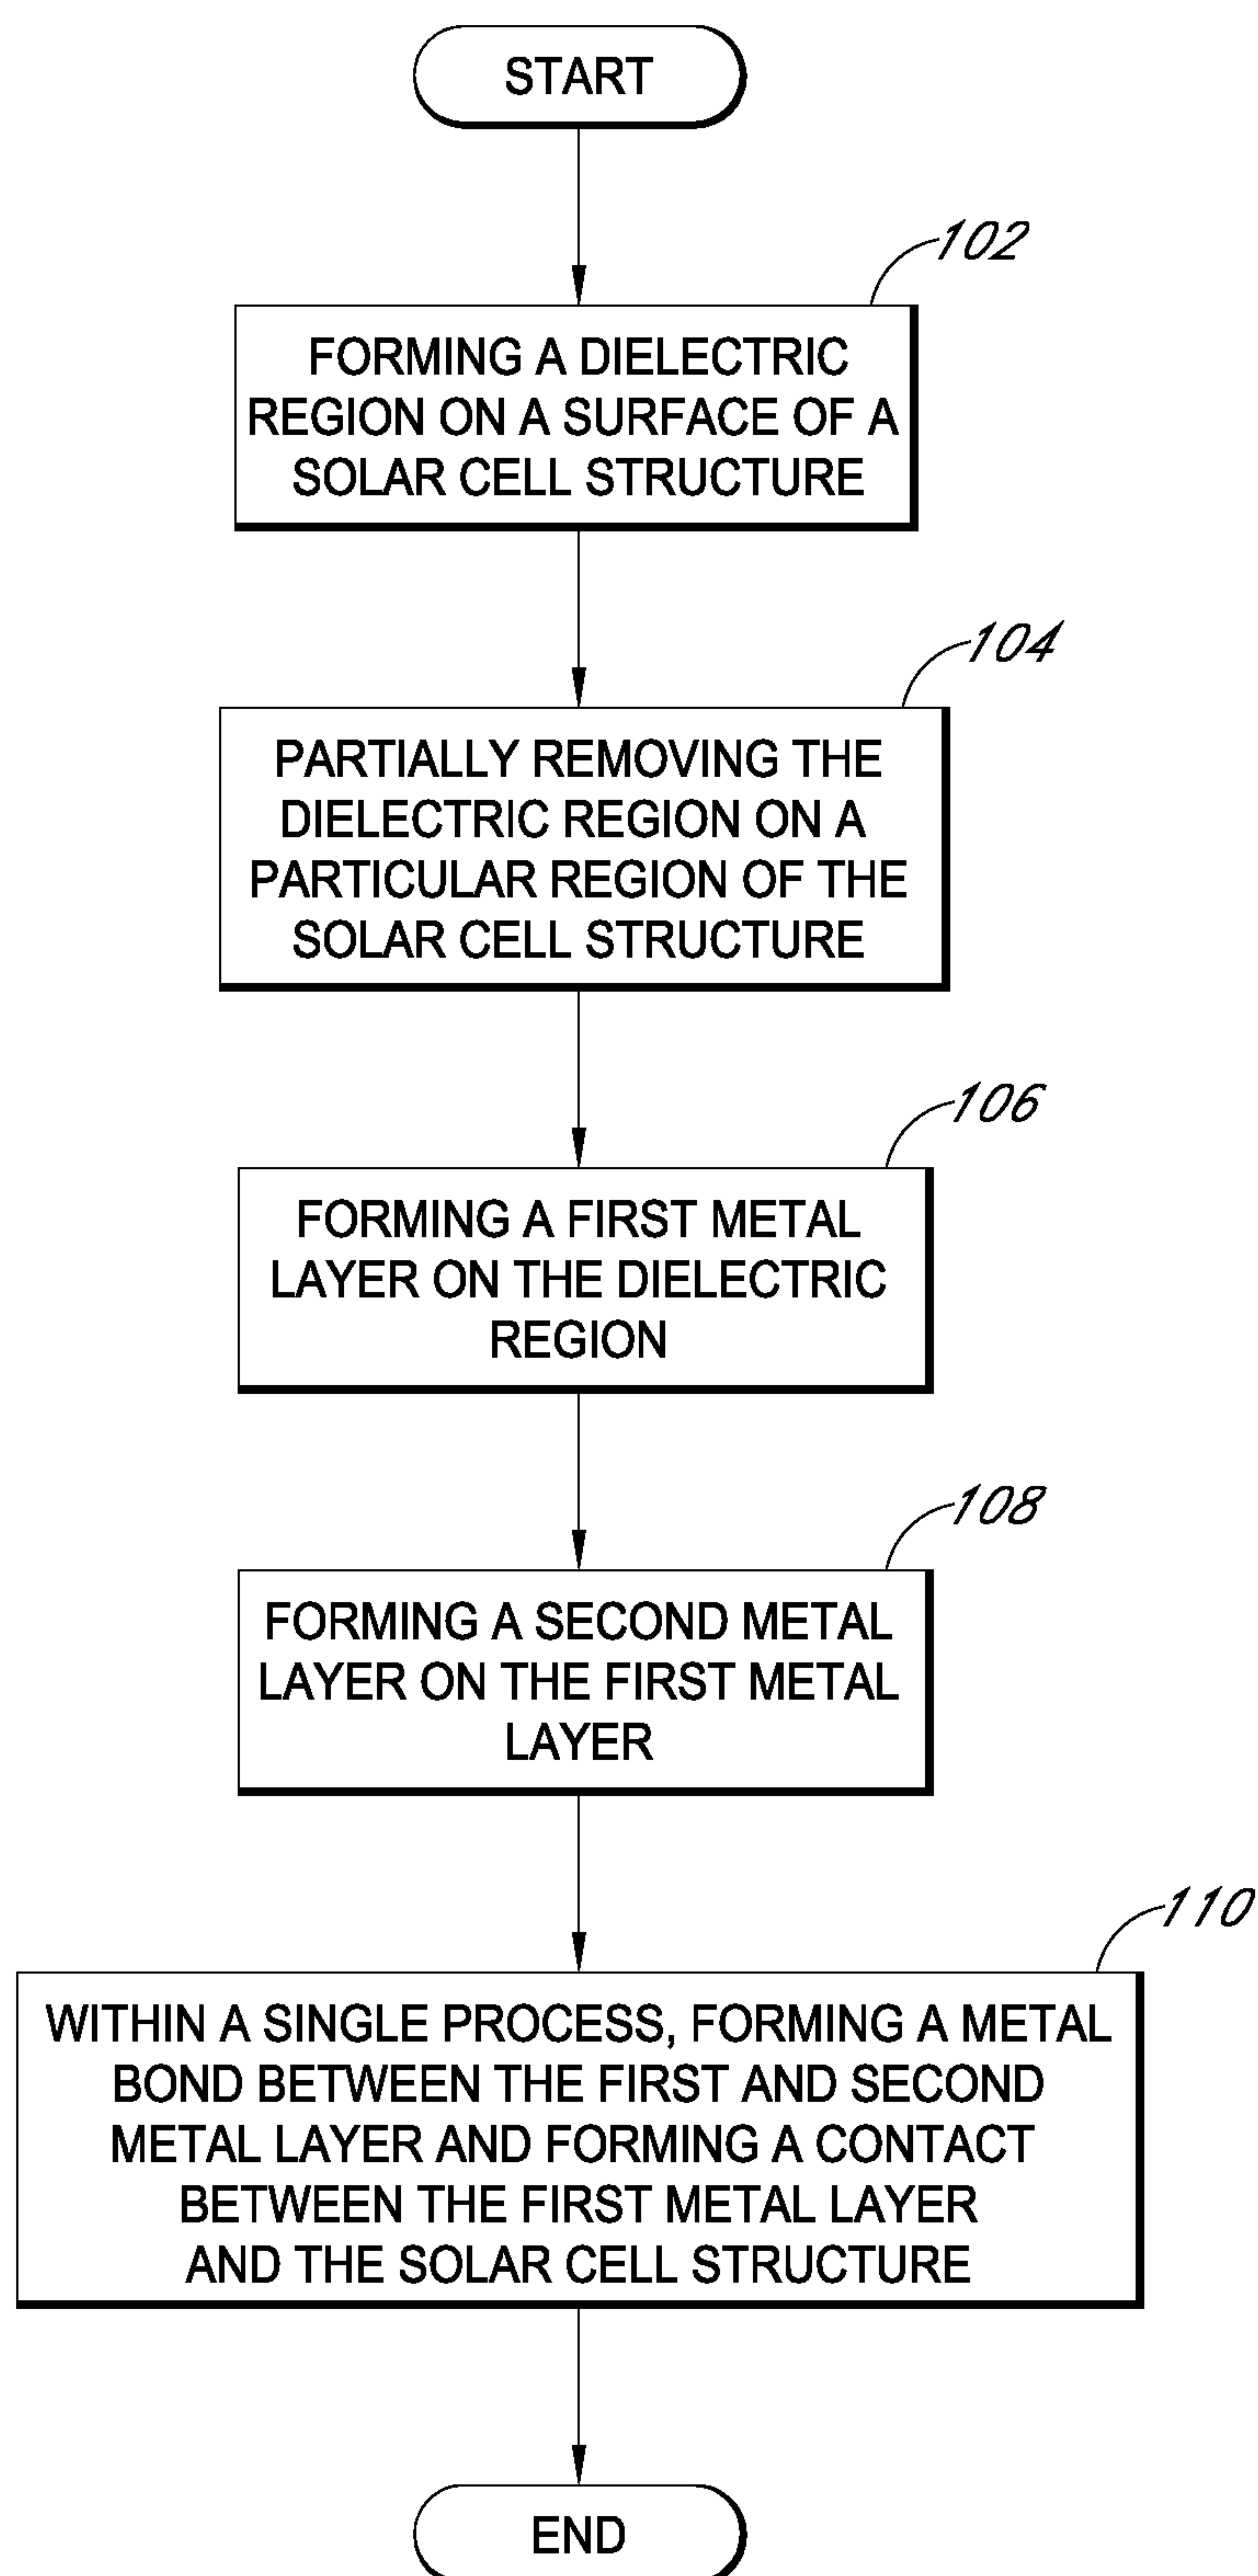 START
102
FORMING A DIELECTRIC
REGION ON A SURFACE OF A
SOLAR CELL STRUCTURE
104
PARTIALLY REMOVING THE
DIELECTRIC REGION ON A
PARTICULAR REGION OF THE
SOLAR CELL STRUCTURE
106
FORMING A FIRST METAL
LAYER ON THE DIELECTRIC
REGION
108
FORMING A SECOND METAL
LAYER ON THE FIRST METAL
LAYER
110
WITHIN A SINGLE PROCESS, FORMING A METAL
BOND BETWEEN THE FIRST AND SECOND
METAL LAYER AND FORMING A CONTACT
BETWEEN THE FIRST METAL LAYER
AND THE SOLAR CELL STRUCTURE
END